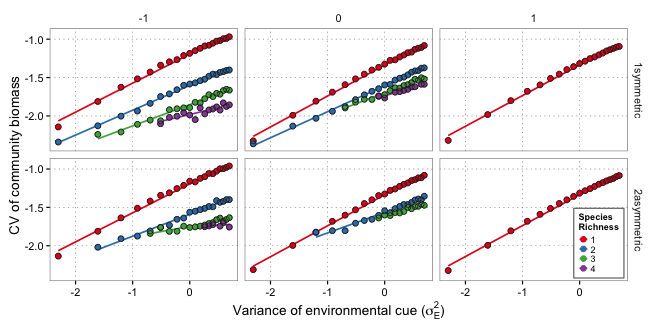 -1 0 1
CV of community biomass
-1.0
-1.5
-2.0
1symmetric
-1.0
-1.5
-2.0
2asymmetric
Species
Richness
1
2
3
4
-2 -1 0 -2 -1 0 -2 -1 0
Variance of environmental cue (σ²E)